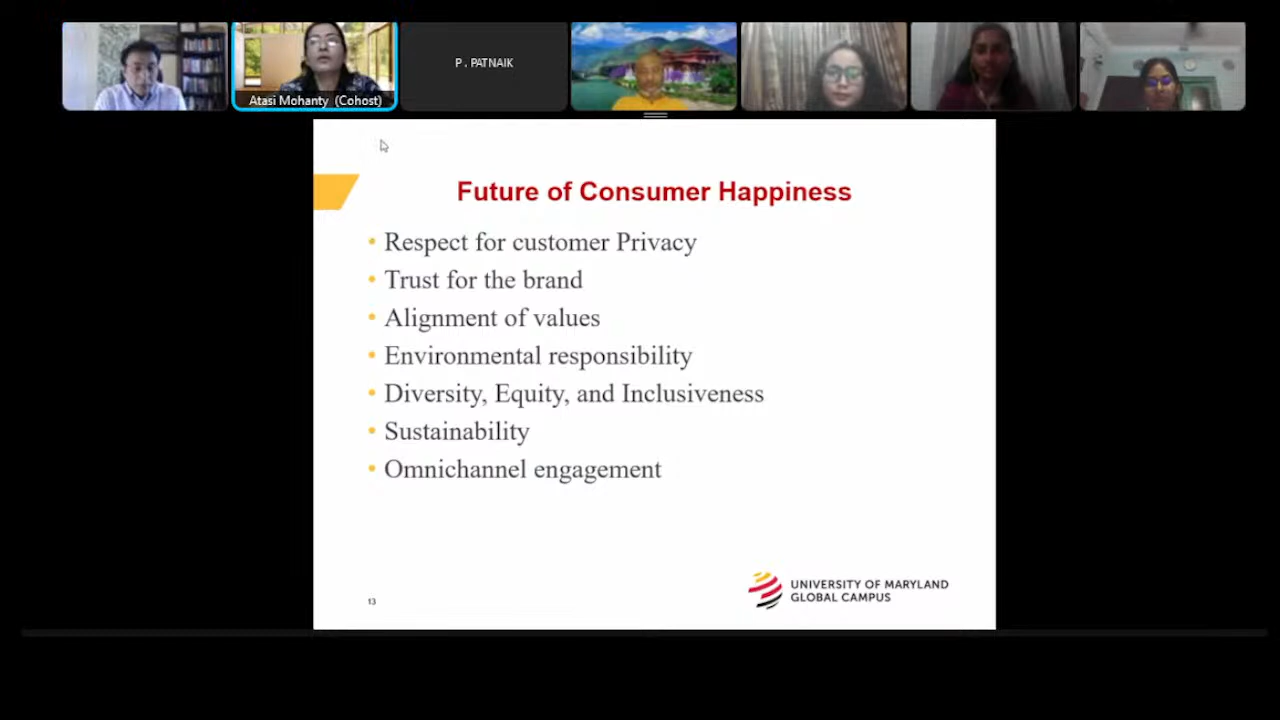 Atasi Mohanty (Cohost)
P . PATNAIK
Future of Consumer Happiness
• Respect for customer Privacy
• Trust for the brand
• Alignment of values
• Environmental responsibility
• Diversity, Equity, and Inclusiveness
• Sustainability
• Omnichannel engagement
13
UNIVERSITY OF MARYLAND
GLOBAL CAMPUS